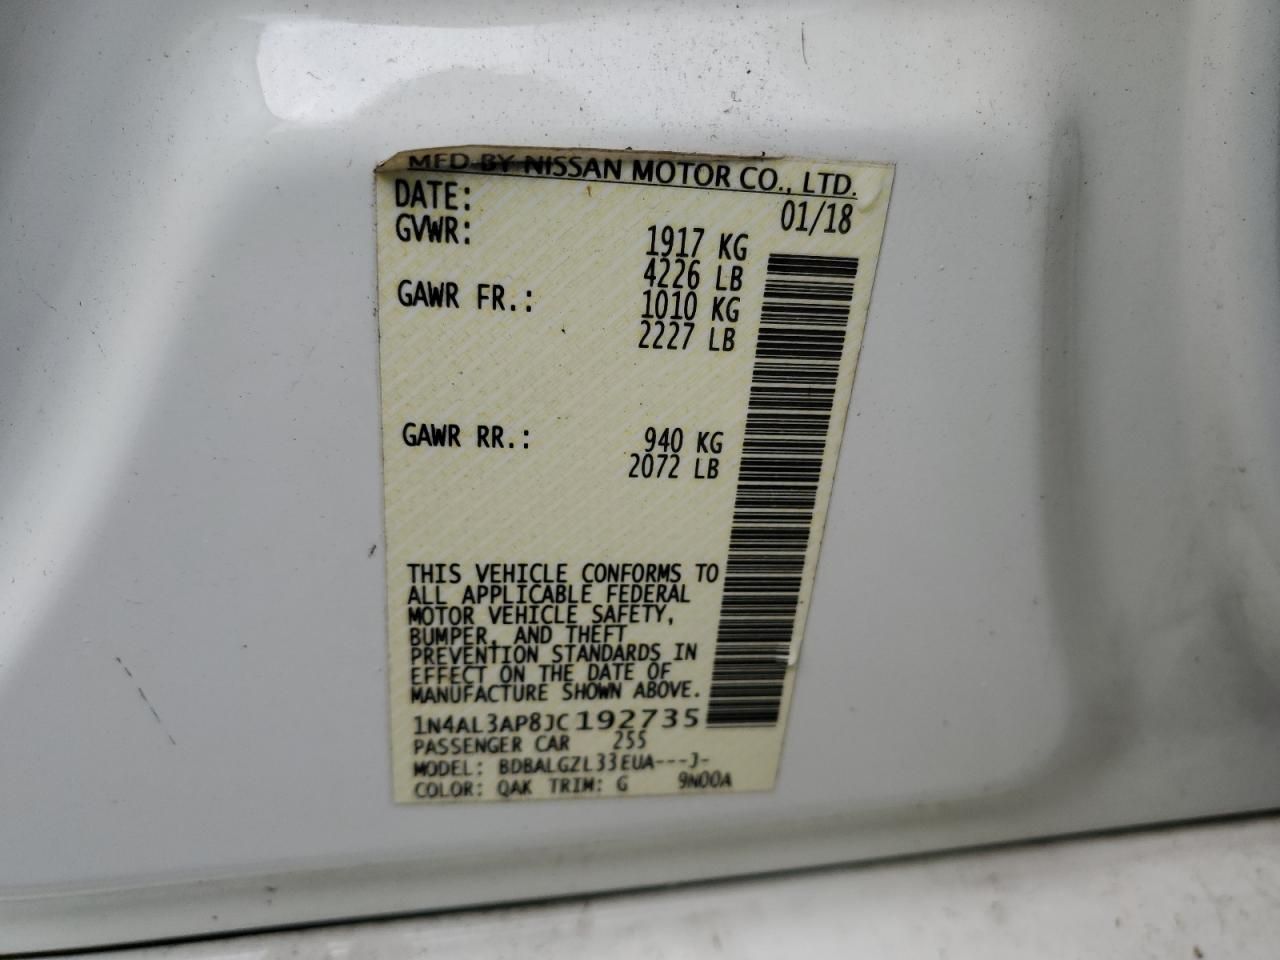 MFD BY NISSAN MOTOR CO., LTD.
DATE: 01/18
GVWR: 1917 KG
4226 LB
GAWR FR.: 1010 KG
2227 LB
GAWR RR.: 940 KG
2072 LB
THIS VEHICLE CONFORMS TO
ALL APPLICABLE FEDERAL
MOTOR VEHICLE SAFETY,
BUMPER, AND THEFT
PREVENTION STANDARDS IN
EFFECT ON THE DATE OF
MANUFACTURE SHOWN ABOVE.
1N4AL3AP8JC192735
PASSENGER CAR 255
MODEL: BDBALGZL33EUA---J-
COLOR: QAK TRIM: G 9N00A